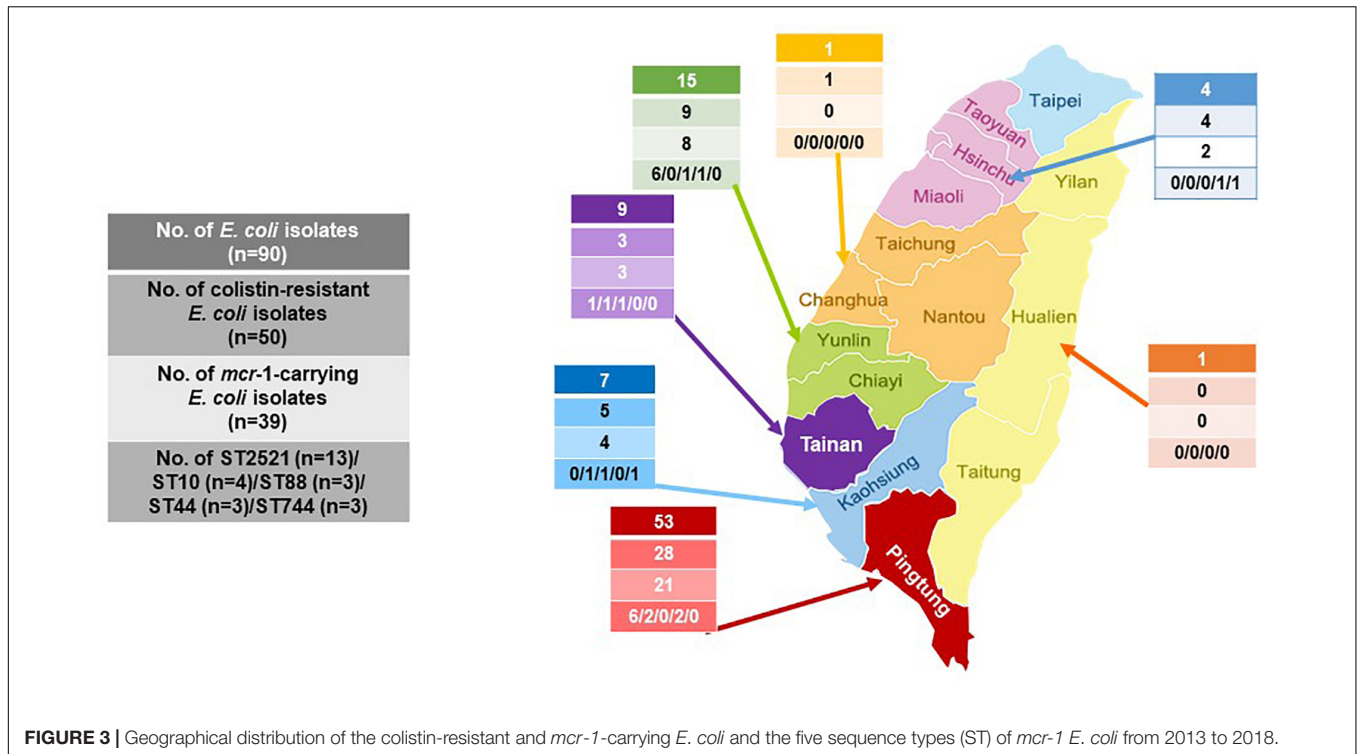 No. of E. coli isolates
(n=90)
No. of colistin-resistant
E. coli isolates
(n=50)
No. of mcr-1-carrying
E. coli isolates
(n=39)
No. of ST2521 (n=13)/
ST10 (n=4)/ST88 (n=3)/
ST44 (n=3)/ST744 (n=3)
15
9
8
6/0/1/1/0
1
1
0
0/0/0/0/0
4
4
2
0/0/0/1/1
9
3
3
1/1/1/0/0
7
5
4
0/1/1/0/1
53
28
21
6/2/0/2/0
1
0
0
0/0/0/0
Taipei
Taoyuan
Hsinchu
Yilan
Miaoli
Taichung
Changhua
Nantou
Hualien
Yunlin
Chiayi
Tainan
Kaohsiung
Taitung
Pingtung
FIGURE 3 | Geographical distribution of the colistin-resistant and mcr-1-carrying E. coli and the five sequence types (ST) of mcr-1 E. coli from 2013 to 2018.